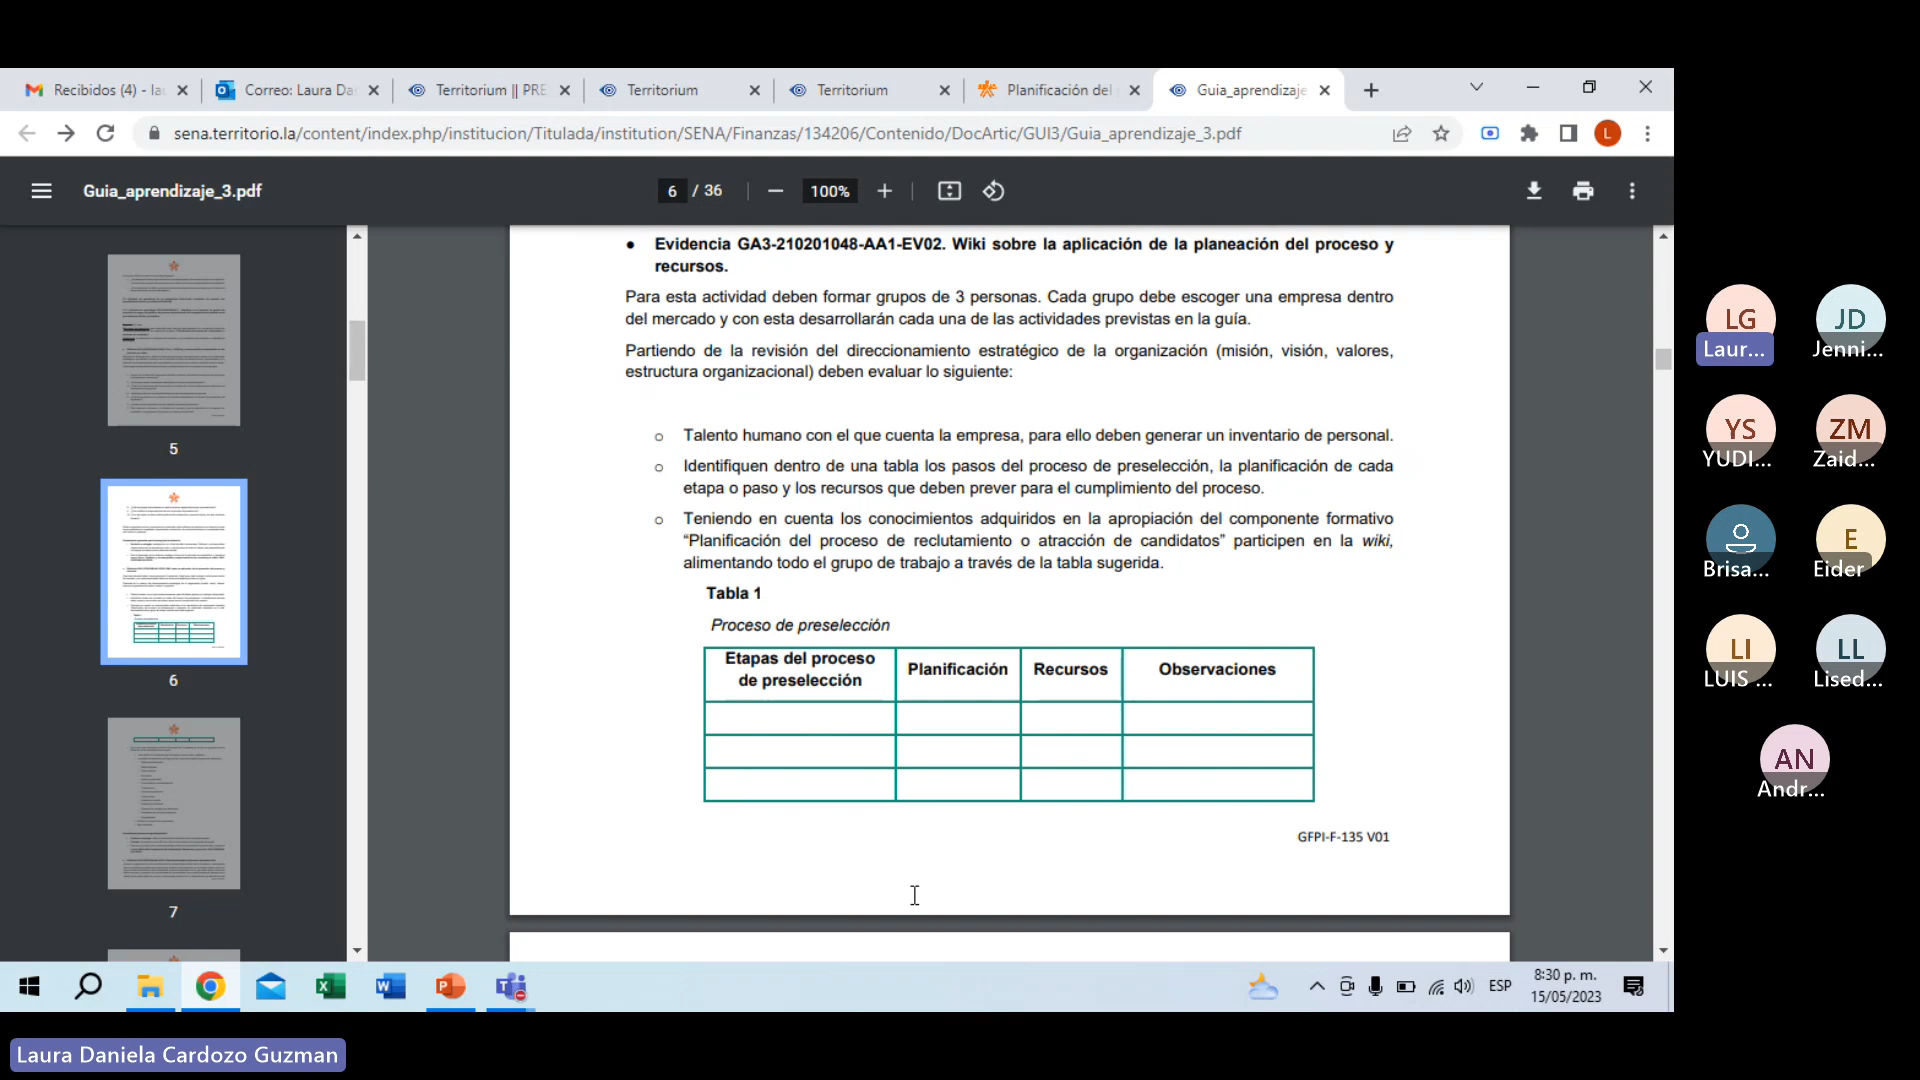 Recibidos (4) - la
Correo: Laura Da
Territorium || PRE
Territorium
Territorium
Planificación del
Guia_aprendizaje
sena.territorio.la/content/index.php/institucion/Titulada/institution/SENA/Finanzas/134206/Contenido/DocArtic/GUI3/Guia_aprendizaje_3.pdf
L
Guia_aprendizaje_3.pdf
6 / 36
100%
5
6
7
• Evidencia GA3-210201048-AA1-EV02. Wiki sobre la aplicación de la planeación del proceso y
recursos.
Para esta actividad deben formar grupos de 3 personas. Cada grupo debe escoger una empresa dentro
del mercado y con esta desarrollarán cada una de las actividades previstas en la guía.
Partiendo de la revisión del direccionamiento estratégico de la organización (misión, visión, valores,
estructura organizacional) deben evaluar lo siguiente:
o Talento humano con el que cuenta la empresa, para ello deben generar un inventario de personal.
o Identifiquen dentro de una tabla los pasos del proceso de preselección, la planificación de cada
etapa o paso y los recursos que deben prever para el cumplimiento del proceso.
o Teniendo en cuenta los conocimientos adquiridos en la apropiación del componente formativo
“Planificación del proceso de reclutamiento o atracción de candidatos” participen en la wiki,
alimentando todo el grupo de trabajo a través de la tabla sugerida.
Tabla 1
Proceso de preselección
Etapas del proceso
de preselección
Planificación
Recursos
Observaciones
GFPI-F-135 V01
LG
Laur...
JD
Jenni...
YS
YUDI...
ZM
Zaid...
Brisa...
E
Eider
LI
LUIS ...
LL
Lised...
AN
Andr...
ESP
8:30 p. m.
15/05/2023
Laura Daniela Cardozo Guzman